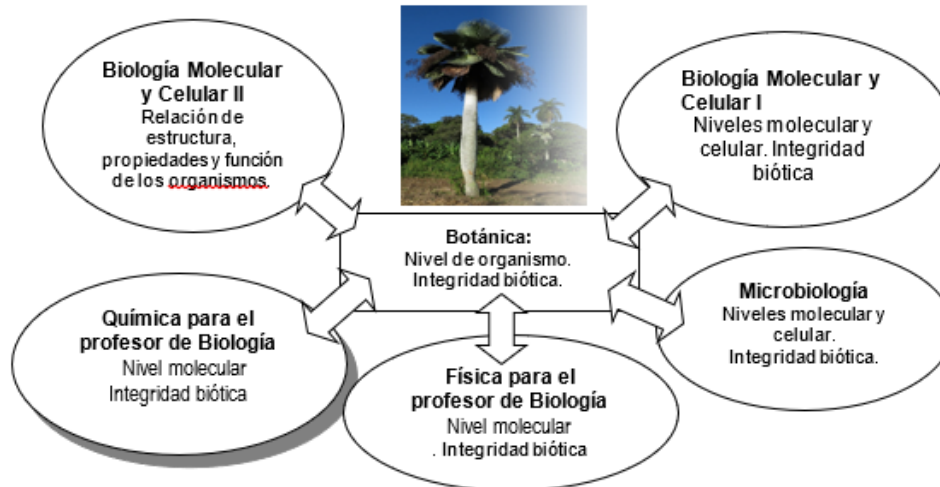 Biología Molecular
y Celular II
Relación de
estructura,
propiedades y función
de los organismos.
Biología Molecular y
Celular I
Niveles molecular y
celular. Integridad
biótica
Botánica:
Nivel de organismo.
Integridad biótica.
Química para el
profesor de Biología
Nivel molecular
Integridad biótica
Física para el
profesor de Biología
Nivel molecular
. Integridad biótica
Microbiología
Niveles molecular y
celular.
Integridad biótica.